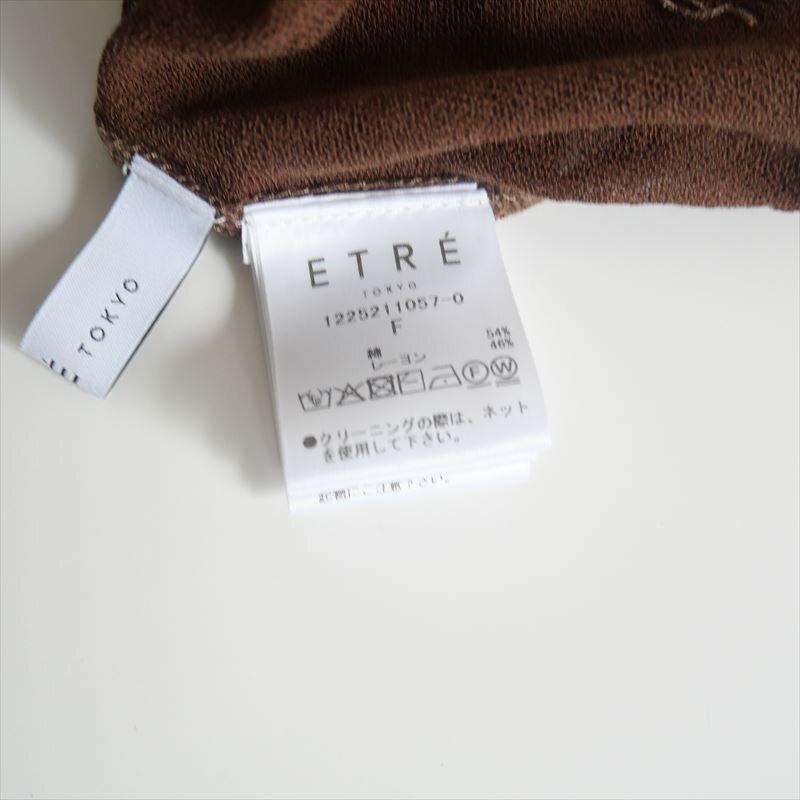 ETRÉ
TOKYO
1225211057-0
F
綿 54%
レーヨン 46%
F W
●クリーニングの際は、ネット
を使用して下さい。
TOKYO